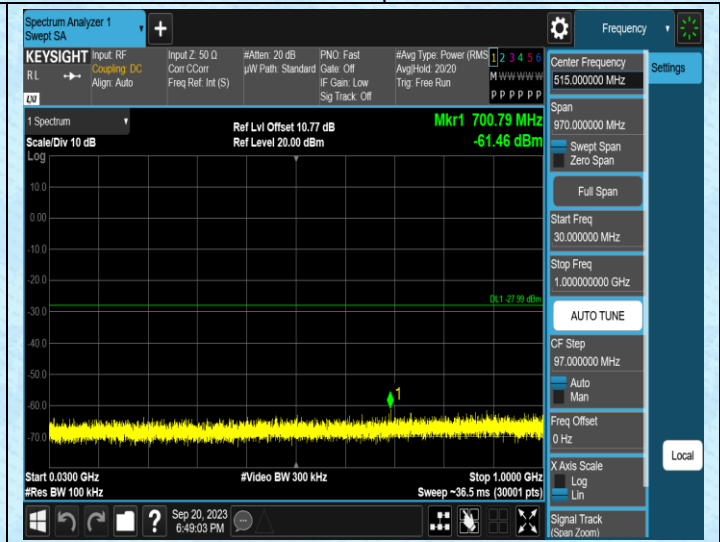 Spectrum Analyzer 1
Swept SA
+
Frequency
KEYSIGHT
RL
LXI
Input: RF
Coupling: DC
Align: Auto
Input Z: 50 Ω
Corr CCorr
Freq Ref: Int (S)
#Atten: 20 dB
µW Path: Standard
PNO: Fast
Gate: Off
IF Gain: Low
Sig Track: Off
#Avg Type: Power (RMS
Avg|Hold: 20/20
Trig: Free Run
1 2 3 4 5 6
M W W W W W
P P P P P P
Center Frequency
515.000000 MHz
Settings
Span
970.000000 MHz
Swept Span
Zero Span
Full Span
Start Freq
30.000000 MHz
Stop Freq
1.000000000 GHz
AUTO TUNE
CF Step
97.000000 MHz
Auto
Man
Freq Offset
0 Hz
X Axis Scale
Log
Lin
Signal Track
(Span Zoom)
Local
1 Spectrum
Scale/Div 10 dB
Log
Ref Lvl Offset 10.77 dB
Ref Level 20.00 dBm
Mkr1 700.79 MHz
-61.46 dBm
10.0
0.00
-10.0
-20.0
-30.0
-40.0
-50.0
-60.0
-70.0
DL1 -27.99 dBm
1
Start 0.0300 GHz
#Res BW 100 kHz
#Video BW 300 kHz
Stop 1.0000 GHz
Sweep ~36.5 ms (30001 pts)
?
Sep 20, 2023
6:49:03 PM